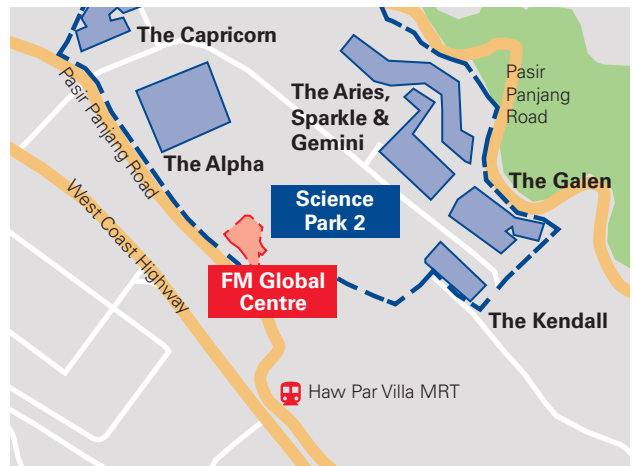 The Capricorn
Pasir Panjang Road
The Alpha
West Coast Highway
The Aries,
Sparkle &
Gemini
Pasir
Panjang
Road
The Galen
Science
Park 2
FM Global
Centre
The Kendall
Haw Par Villa MRT